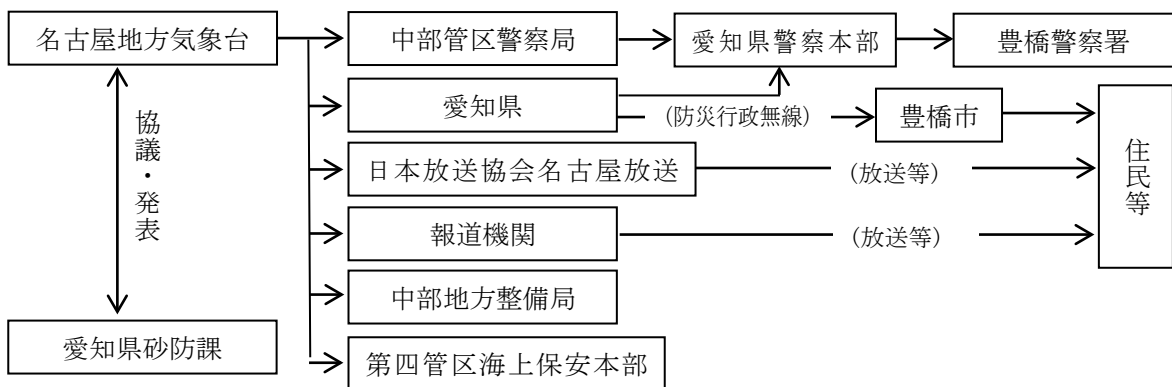 名古屋地方気象台
中部管区警察局
愛知県警察本部
豊橋警察署
愛知県
(防災行政無線)
豊橋市
協議・発表
日本放送協会名古屋放送
(放送等)
住民等
報道機関
(放送等)
中部地方整備局
愛知県砂防課
第四管区海上保安本部